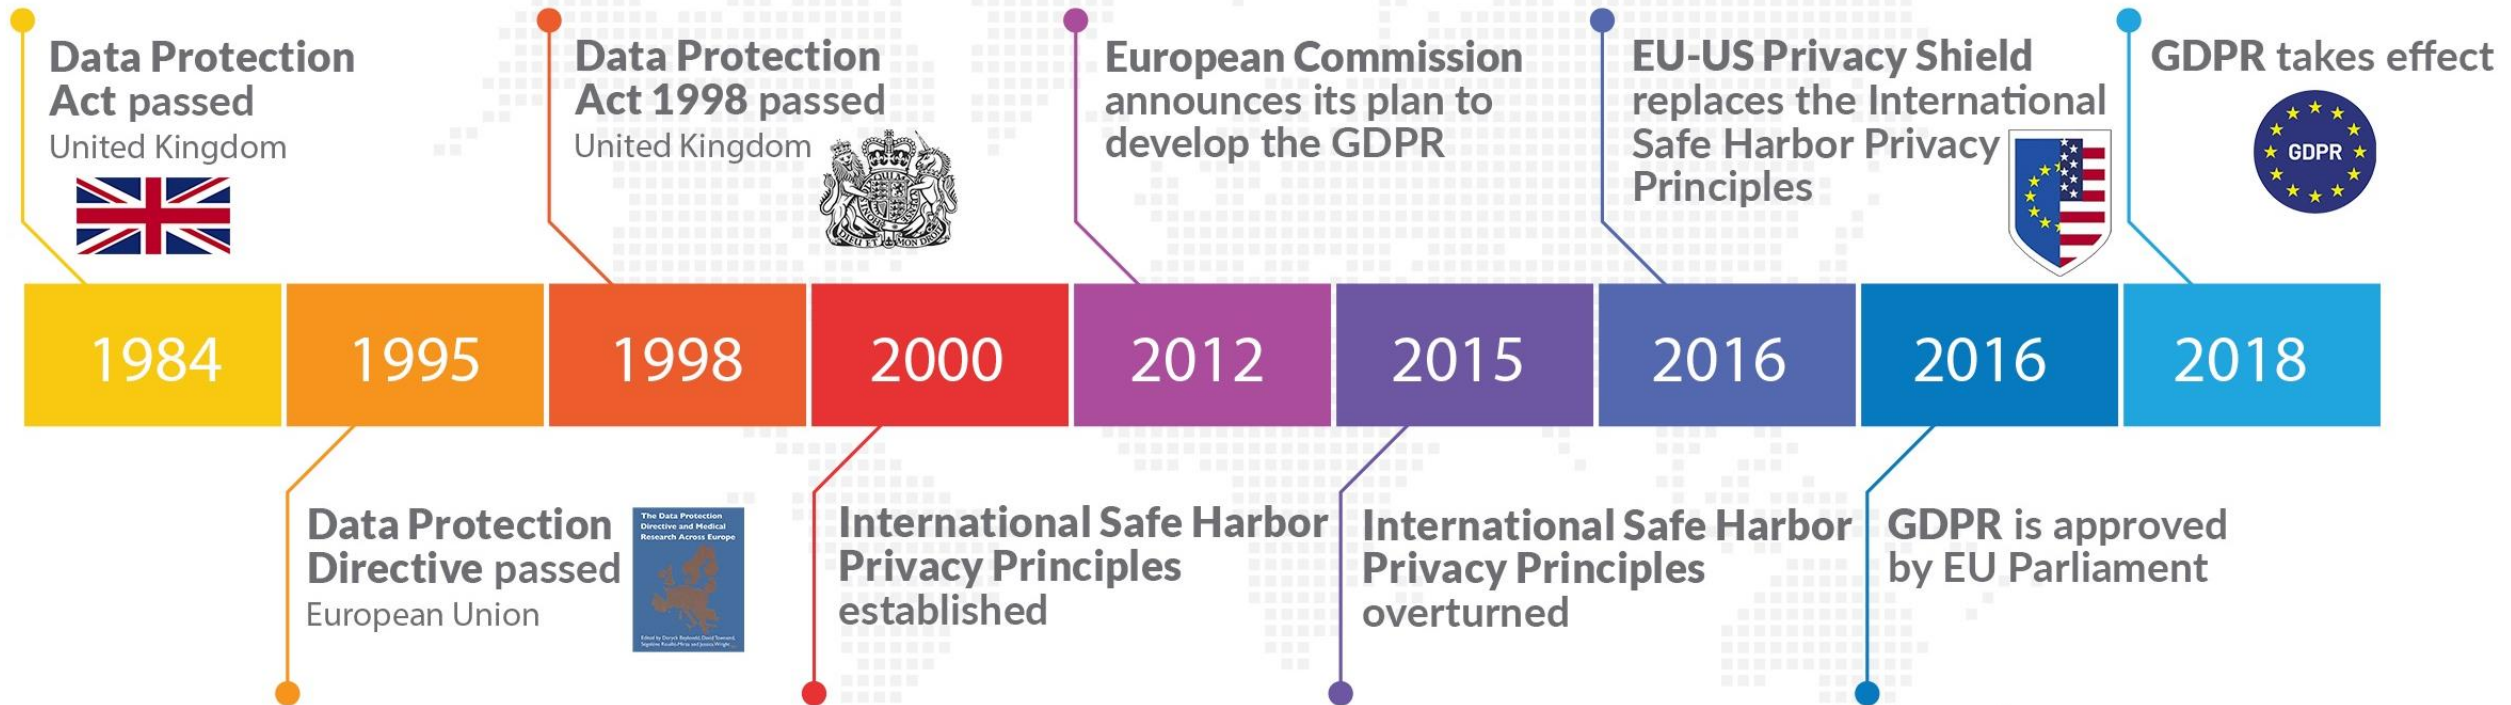 Data Protection
Act passed
United Kingdom
Data Protection
Act 1998 passed
United Kingdom
DIEU ET MON DROIT
European Commission
announces its plan to
develop the GDPR
EU-US Privacy Shield
replaces the International
Safe Harbor Privacy
Principles
GDPR takes effect
GDPR
1984
1995
1998
2000
2012
2015
2016
2016
2018
Data Protection
Directive passed
European Union
The Data Protection
Directive and Medical
Research Across Europe
International Safe Harbor
Privacy Principles
established
International Safe Harbor
Privacy Principles
overturned
GDPR is approved
by EU Parliament